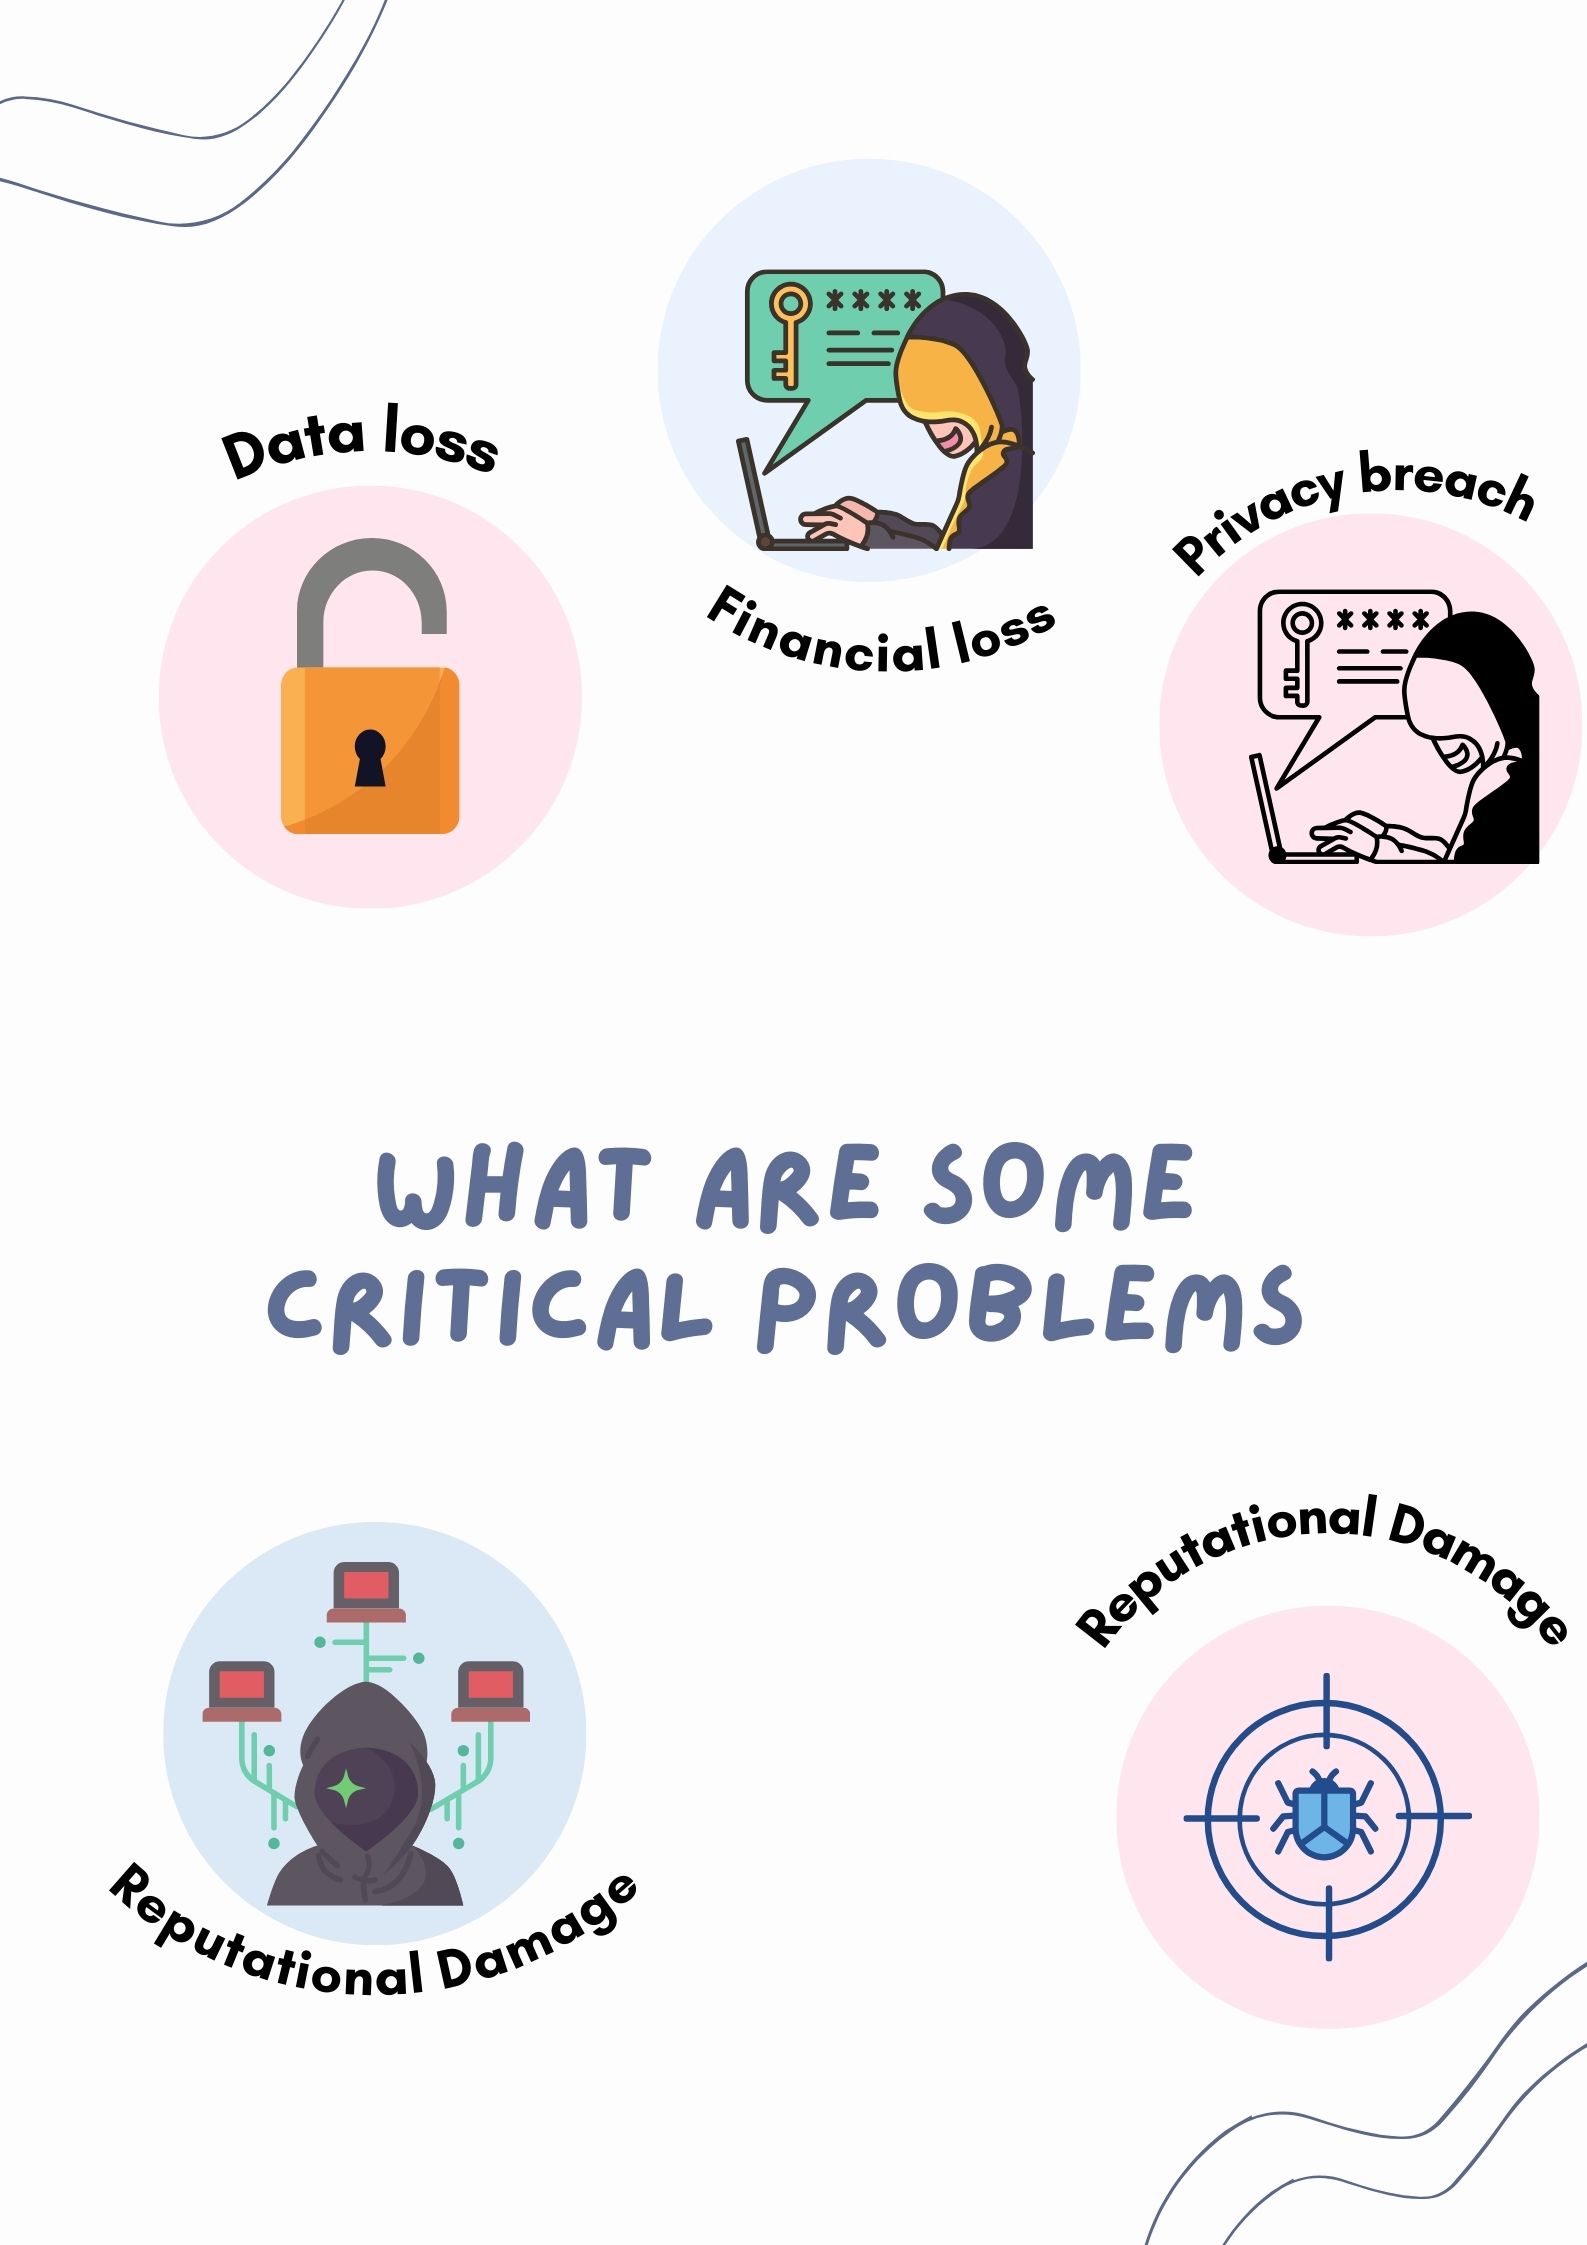 Data loss
Financial loss
Privacy breach
****
****
WHAT ARE SOME
CRITICAL PROBLEMS
Reputational Damage
Reputational Damage